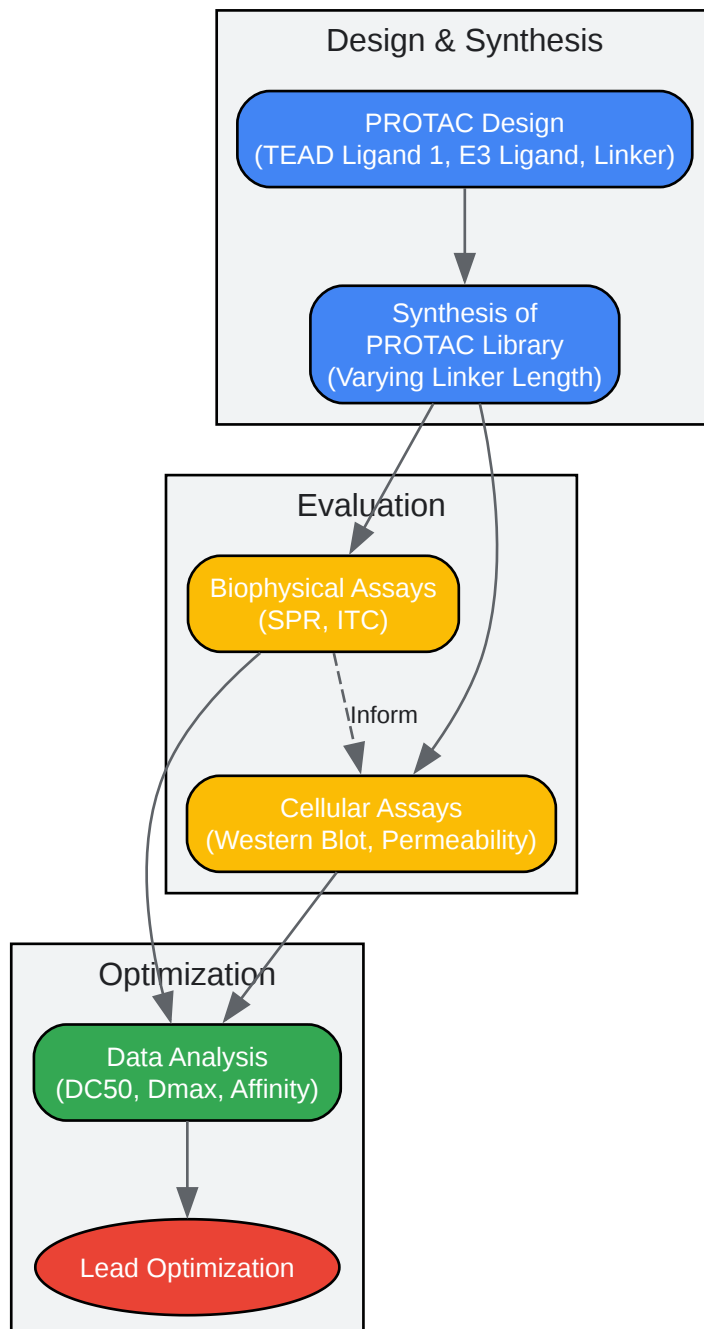 Design & Synthesis
PROTAC Design
(TEAD Ligand 1, E3 Ligand, Linker)
Synthesis of
PROTAC Library
(Varying Linker Length)
Evaluation
Biophysical Assays
(SPR, ITC)
Inform
Cellular Assays
(Western Blot, Permeability)
Optimization
Data Analysis
(DC50, Dmax, Affinity)
Lead Optimization